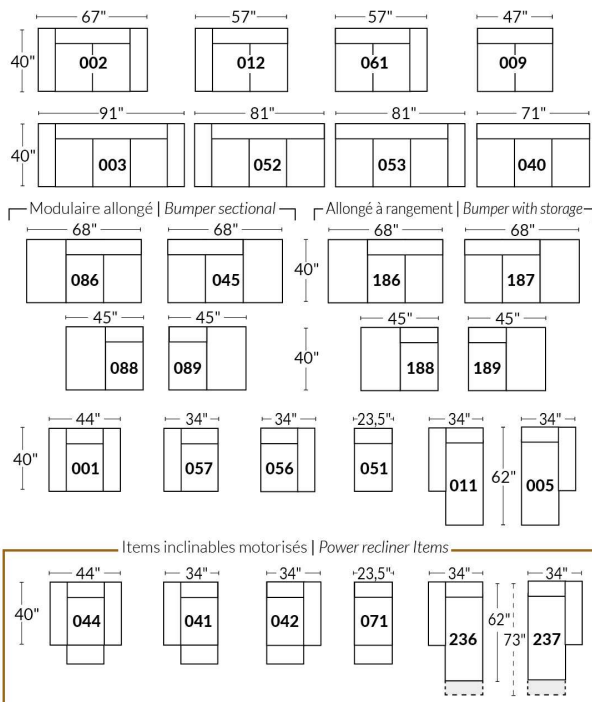 67" 57" 57" 47"
40" 002 012 061 009
91" 81" 81" 71"
40" 003 052 053 040
Modulaire allongé | Bumper sectional Allongé à rangement | Bumper with storage
68" 68" 68" 68"
086 045 40" 186 187
45" 45" 45" 45"
088 089 40" 188 189
44" 34" 34" 23,5" 34" 34"
40" 001 057 056 051 011 62" 005
Items inclinables motorisés | Power recliner Items
44" 34" 34" 23,5" 34" 34"
40" 044 041 042 071 236 62" 73" 237